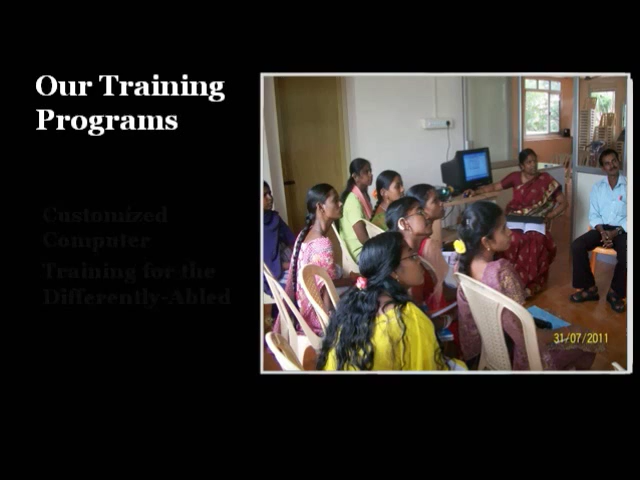 Our Training
Programs
Customized
Computer
Training for the
Differently-Abled
31/07/2011